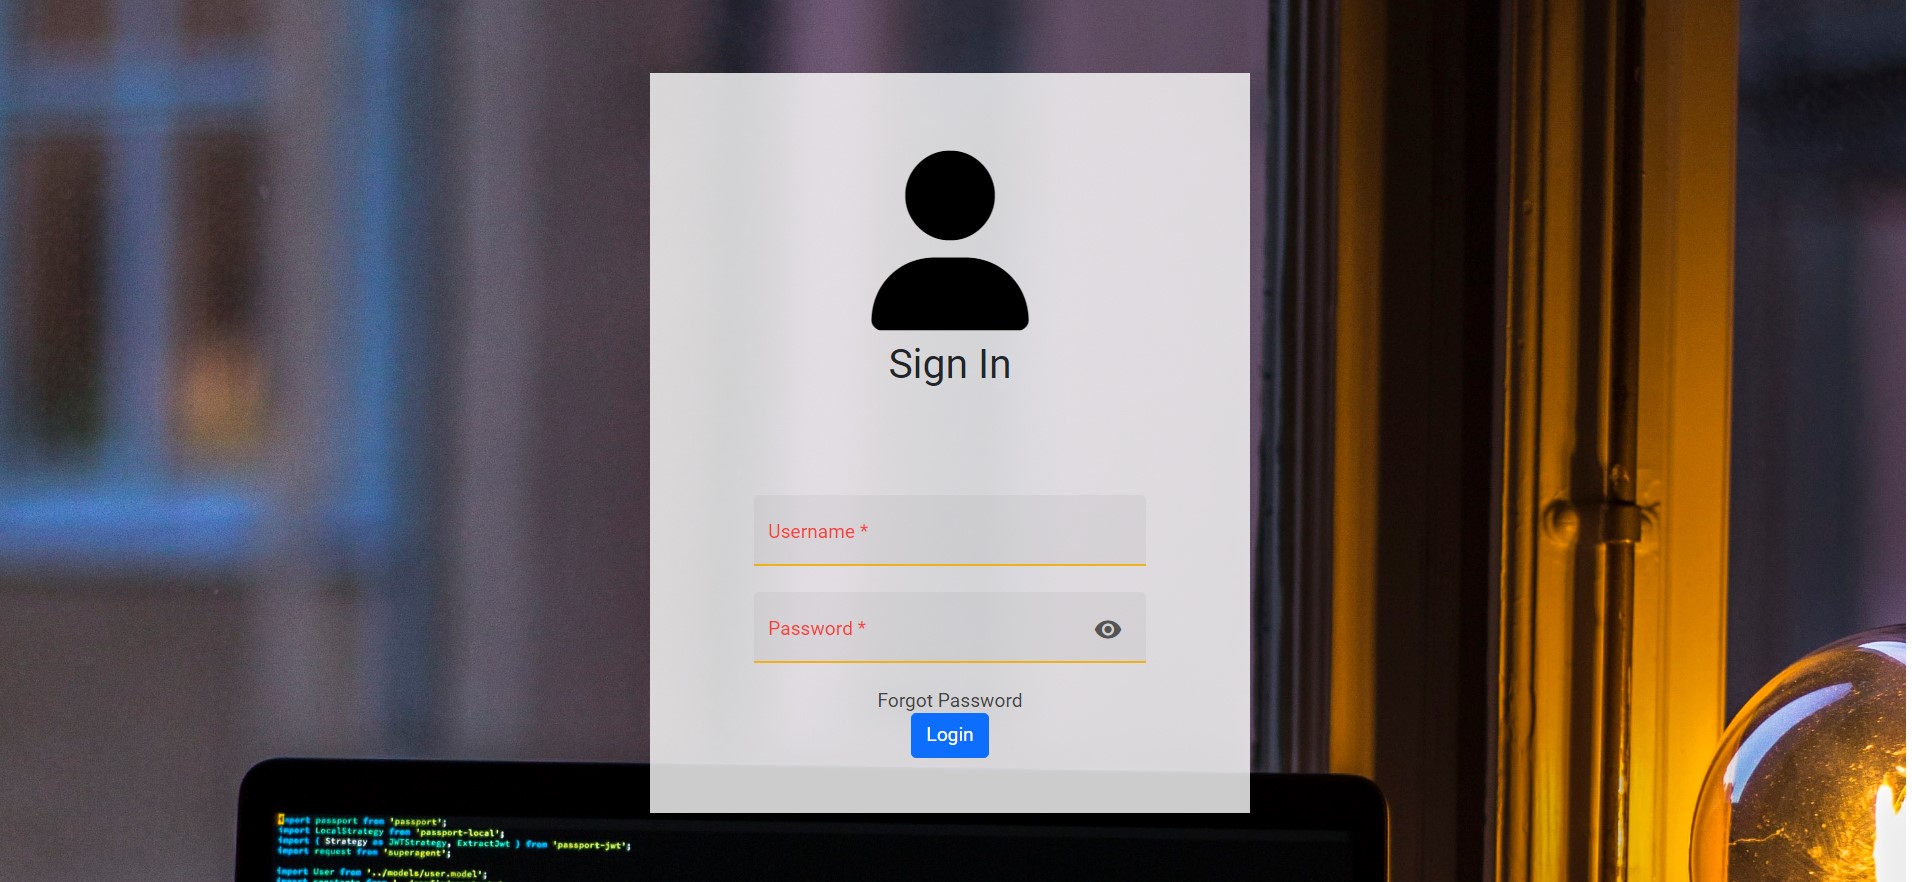 Sign In
Username *
Password *
Forgot Password
Login
import passport from 'passport';
import LocalStrategy from 'passport-local';
import { Strategy as JWTStrategy, ExtractJwt } from 'passport-jwt';
import request from 'superagent';
import User from '../models/user.model';